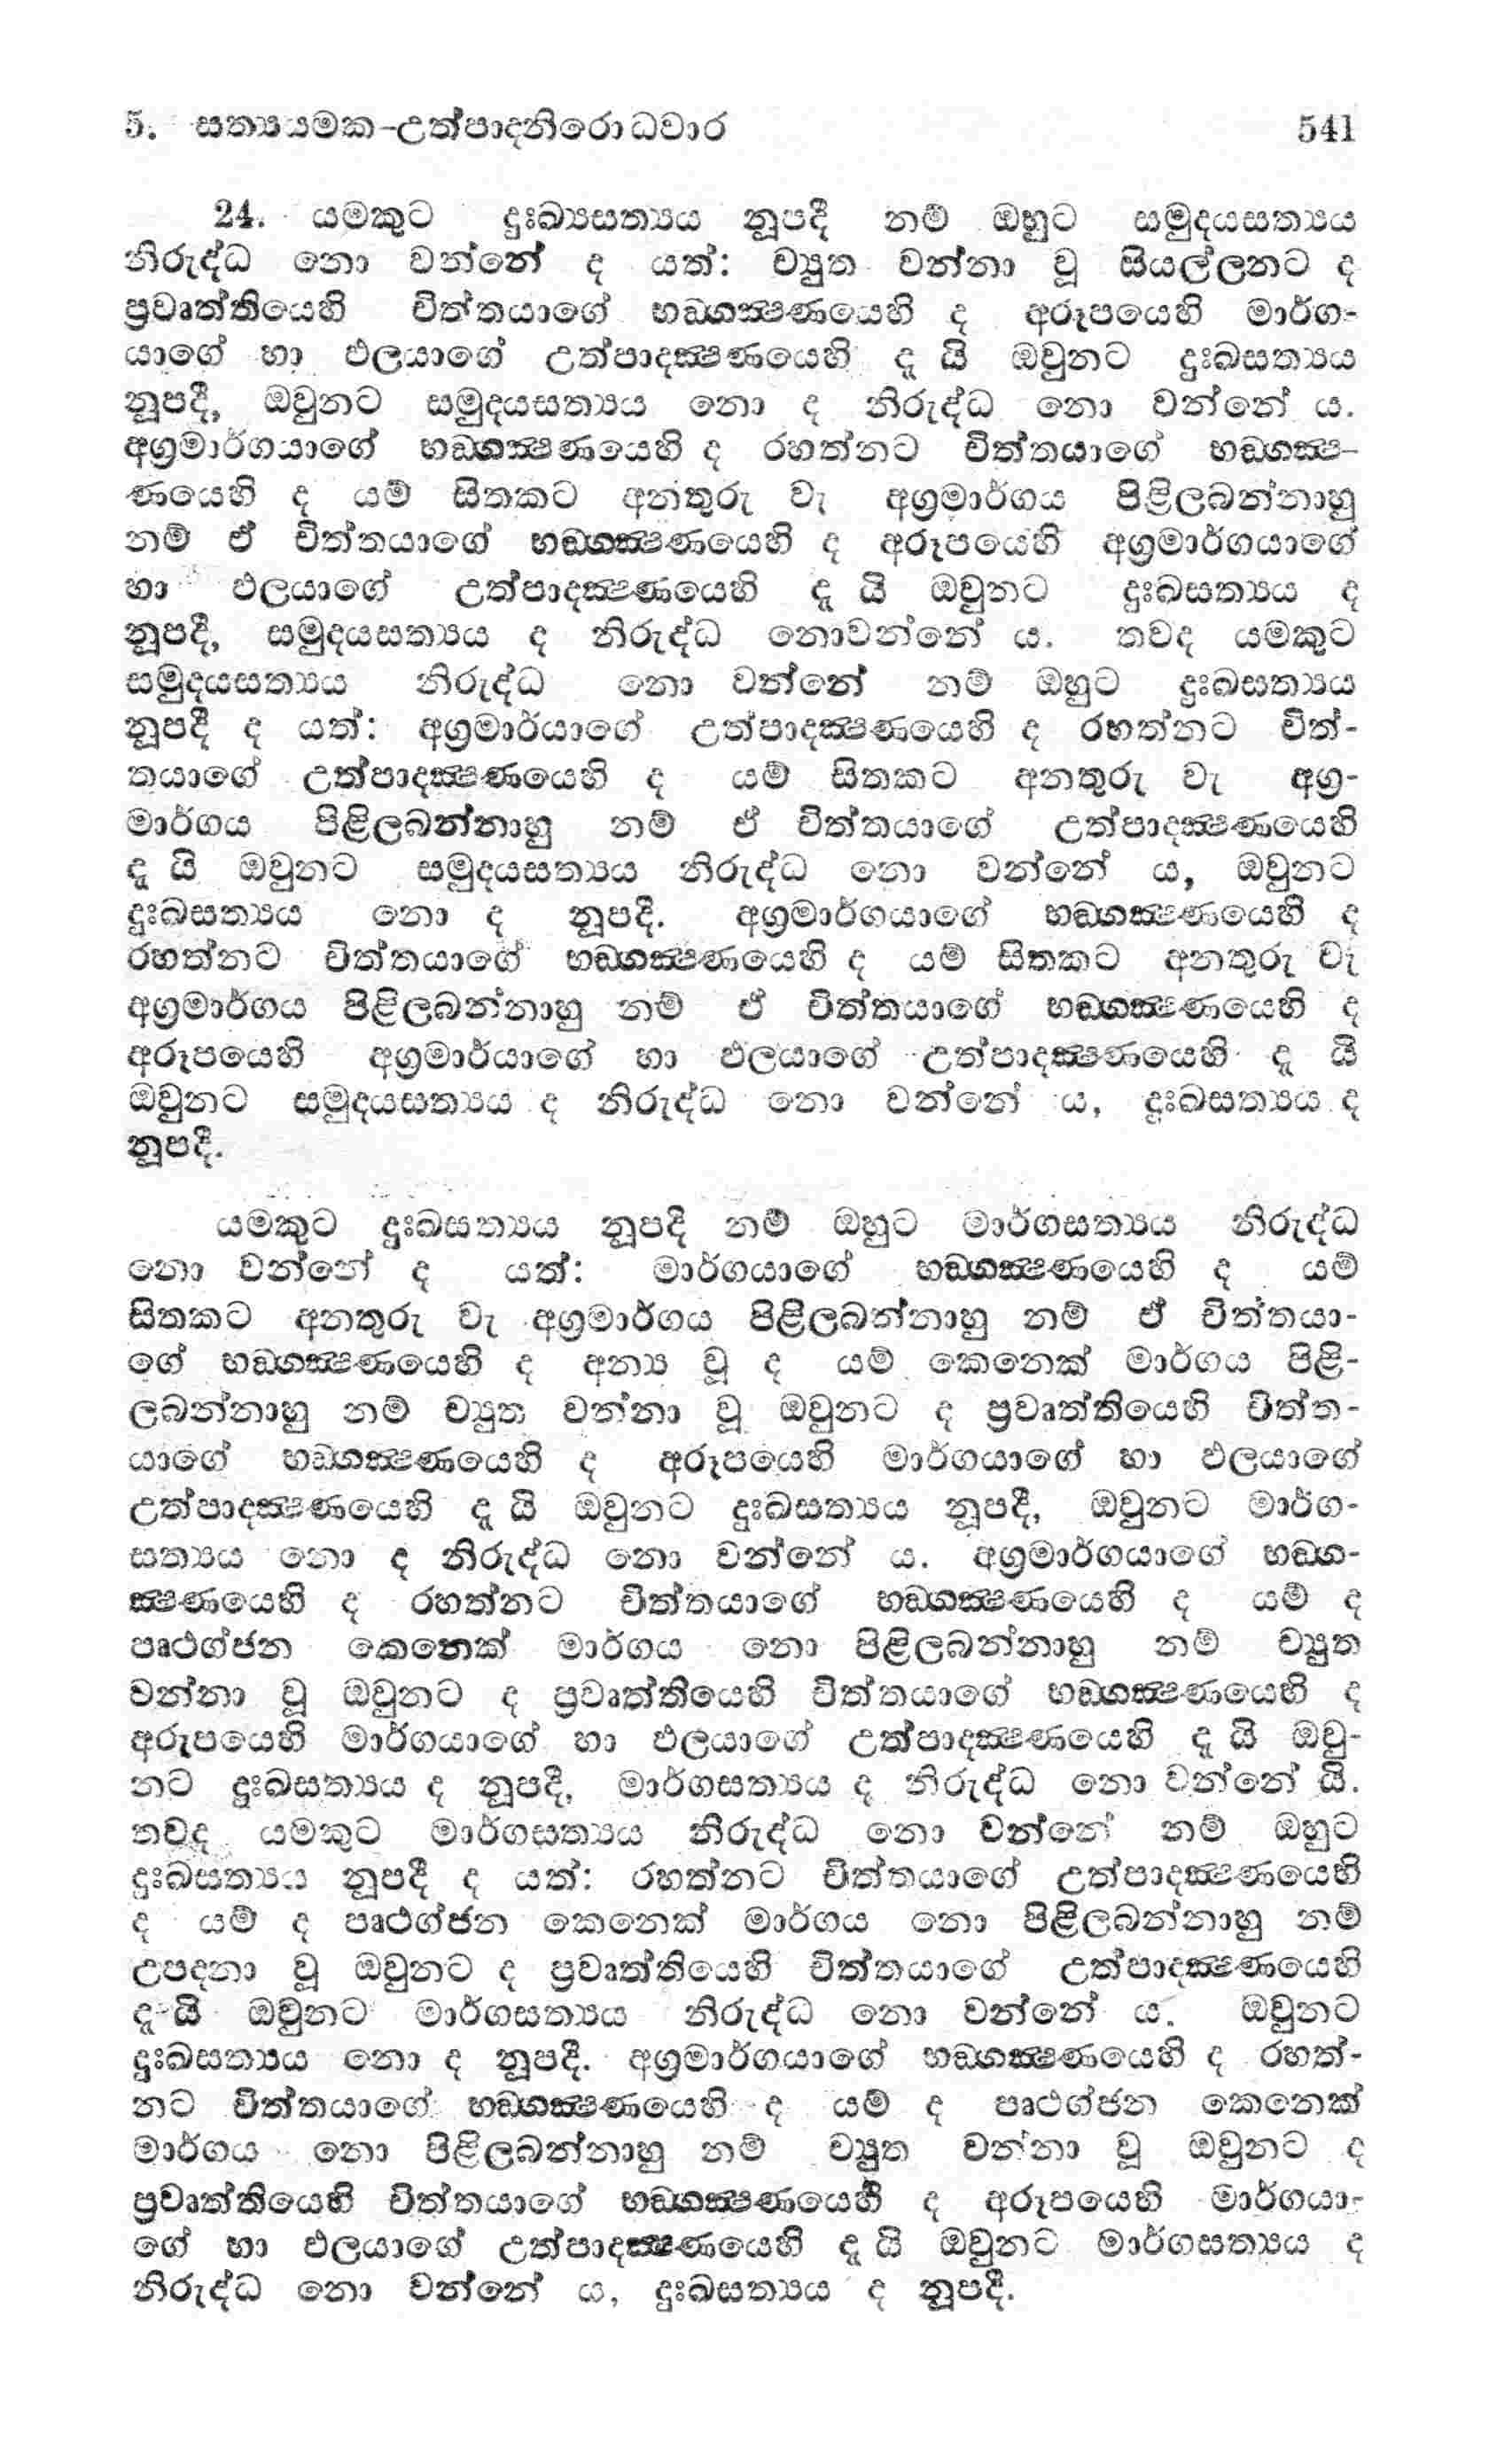 5. සත්‍යයමක-උත්පාදනිරොධවාර 541
24. යමකුට දුඃඛ්‍යසත්‍යය නූපදී නම් ඔහුට සමුදයසත්‍යය
නිරුද්ධ නො වන්නේ ද යත්: ච්‍යුත වන්නා වූ සියල්ලනට ද
ප්‍රවෘත්තියෙහි චිත්තයාගේ භඞ්ගක්‍ෂණයෙහි ද අරූපයෙහි මාර්ග-
යාගේ හා ඵලයාගේ උත්පාදක්‍ෂණයෙහි දැ යි ඔවුනට දුඃඛසත්‍යය
නූපදී, ඔවුනට සමුදයසත්‍යය නො ද නිරුද්ධ නො වන්නේ ය.
අග්‍රමාර්ගයාගේ භඞ්ගක්‍ෂණයෙහි ද රහත්නට චිත්තයාගේ භඞ්ගක්‍ෂ-
ණයෙහි ද යම් සිතකට අනතුරු වැ අග්‍රමාර්ගය පිළිලබන්නාහු
නම් ඒ චිත්තයාගේ භඞ්ගක්‍ෂණයෙහි ද අරූපයෙහි අග්‍රමාර්ගයාගේ
හා ඵලයාගේ උත්පාදක්‍ෂණයෙහි දැ යි ඔවුනට දුඃඛසත්‍යය ද
නූපදී, සමුදයසත්‍යය ද නිරුද්ධ නොවන්නේ ය. තවද යමකුට
සමුදයසත්‍යය නිරුද්ධ නො වන්නේ නම් ඔහුට දුඃඛසත්‍යය
නූපදී ද යත්: අග්‍රමාර්යාගේ උත්පාදක්‍ෂණයෙහි ද රහත්නට චිත්-
තයාගේ උත්පාදක්‍ෂණයෙහි ද යම් සිතකට අනතුරු වැ අග්‍ර-
මාර්ගය පිළිලබන්නාහු නම් ඒ චිත්තයාගේ උත්පාදක්‍ෂණයෙහි
දැ යි ඔවුනට සමුදයසත්‍යය නිරුද්ධ නො වන්නේ ය, ඔවුනට
දුඃඛසත්‍යය නො ද නූපදී. අග්‍රමාර්ගයාගේ භඞ්ගක්‍ෂණයෙහි ද
රහත්නට චිත්තයාගේ භඞ්ගක්‍ෂණයෙහි ද යම් සිතකට අනතුරු වැ
අග්‍රමාර්ගය පිළිලබන්නාහු නම් ඒ චිත්තයාගේ භඞ්ගක්‍ෂණයෙහි ද
අරූපයෙහි අග්‍රමාර්යාගේ හා ඵලයාගේ උත්පාදක්‍ෂණයෙහි දැ යි
ඔවුනට සමුදයසත්‍යය ද නිරුද්ධ නො වන්නේ ය, දුඃඛසත්‍යය ද
නූපදී.
යමකුට දුඃඛසත්‍යය නූපදි නම් ඔහුට මාර්ගසත්‍යය නිරුද්ධ
නො වන්නේ ද යත්: මාර්ගයාගේ භඞ්ගක්‍ෂණයෙහි ද යම්
සිතකට අනතුරු වැ අග්‍රමාර්ගය පිළිලබන්නාහු නම් ඒ චිත්තයා-
ගේ භඞ්ගක්‍ෂණයෙහි ද අන්‍ය වූ ද යම් කෙනෙක් මාර්ගය පිළි-
ලබන්නාහු නම් ච්‍යුත වන්නා වූ ඔවුනට ද ප්‍රවෘත්තියෙහි චිත්ත-
යාගේ භඞ්ගක්‍ෂණයෙහි ද අරූපයෙහි මාර්ගයාගේ හා ඵලයාගේ
උත්පාදක්‍ෂණයෙහි දැ යි ඔවුනට දුඃඛසත්‍යය නූපදී, ඔවුනට මාර්ග-
සත්‍යය නො ද නිරුද්ධ නො වන්නේ ය. අග්‍රමාර්ගයාගේ භඞ්ග-
ක්‍ෂණයෙහි ද රහත්නට චිත්තයාගේ භඞ්ගක්‍ෂණයෙහි ද යම් ද
පෘථග්ජන කෙනෙක් මාර්ගය නො පිළිලබන්නාහු නම් ච්‍යුත
වන්නා වූ ඔවුනට ද ප්‍රවෘත්තියෙහි චිත්තයාගේ භඞ්ගක්‍ෂණයෙහි ද
අරූපයෙහි මාර්ගයාගේ හා ඵලයාගේ උත්පාදක්‍ෂණයෙහි දැ යි ඔවු-
නට දුඃඛසත්‍යය ද නූපදී, මාර්ගසත්‍යය ද නිරුද්ධ නො වන්නේ යි.
තවද යමකුට මාර්ගසත්‍යය නිරුද්ධ නො වන්නේ නම් ඔහුට
දුඃඛසත්‍යය නූපදී ද යත්: රහත්නට චිත්තයාගේ උත්පාදක්‍ෂණයෙහි
ද යම් ද පෘථග්ජන කෙනෙක් මාර්ගය නො පිළිලබන්නාහු නම්
උපදනා වූ ඔවුනට ද ප්‍රවෘත්තියෙහි චිත්තයාගේ උත්පාදක්‍ෂණයෙහි
දැ යි ඔවුනට මාර්ගසත්‍යය නිරුද්ධ නො වන්නේ ය. ඔවුනට
දුඃඛසත්‍යය නො ද නූපදී. අග්‍රමාර්ගයාගේ භඞ්ගක්‍ෂණයෙහි ද රහත්-
නට චිත්තයාගේ භඞ්ගක්‍ෂණයෙහි ද යම් ද පෘථග්ජන කෙනෙක්
මාර්ගය නො පිළිලබන්නාහු නම් ච්‍යුත වන්නා වූ ඔවුනට ද
ප්‍රවෘත්තියෙහි චිත්තයාගේ භඞ්ගක්‍ෂණයෙහි ද අරූපයෙහි මාර්ගයා-
ගේ හා ඵලයාගේ උත්පාදක්‍ෂණයෙහි දැ යි ඔවුනට මාර්ගසත්‍යය ද
නිරුද්ධ නො වන්නේ ය, දුඃඛසත්‍යය ද නූපදී.